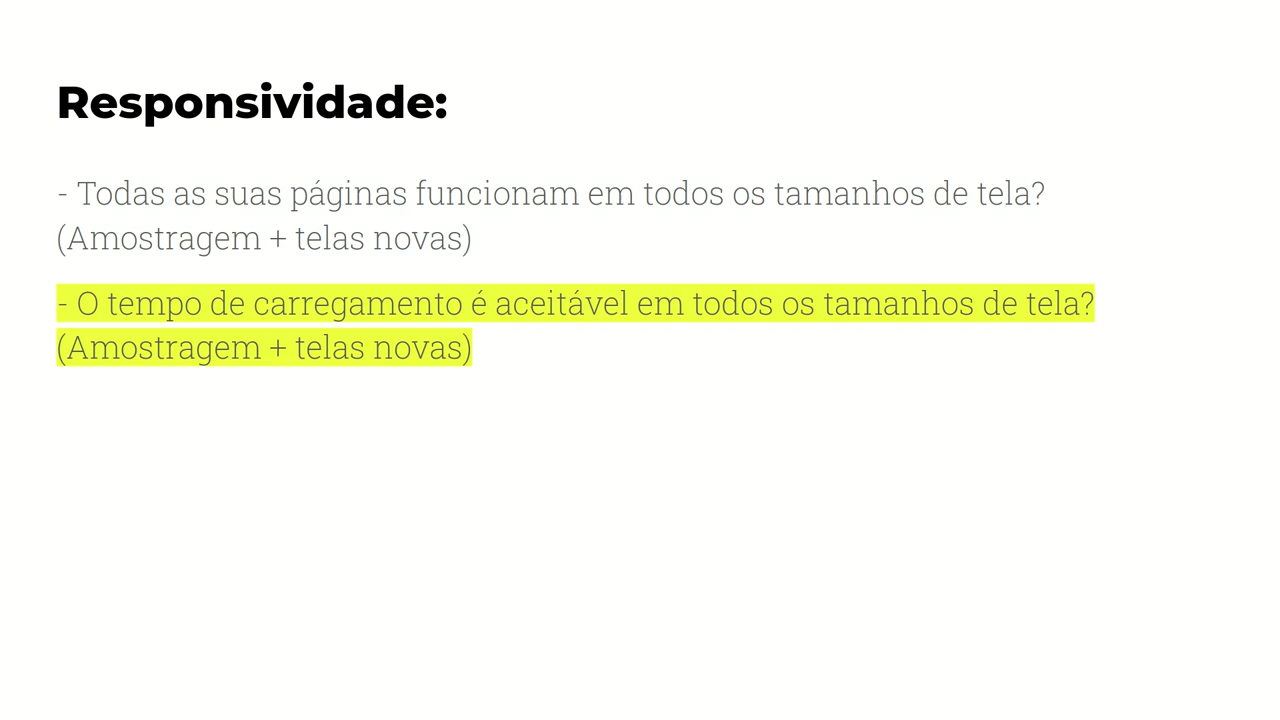 Responsividade:
- Todas as suas páginas funcionam em todos os tamanhos de tela?
(Amostragem + telas novas)
- O tempo de carregamento é aceitável em todos os tamanhos de tela?
(Amostragem + telas novas)